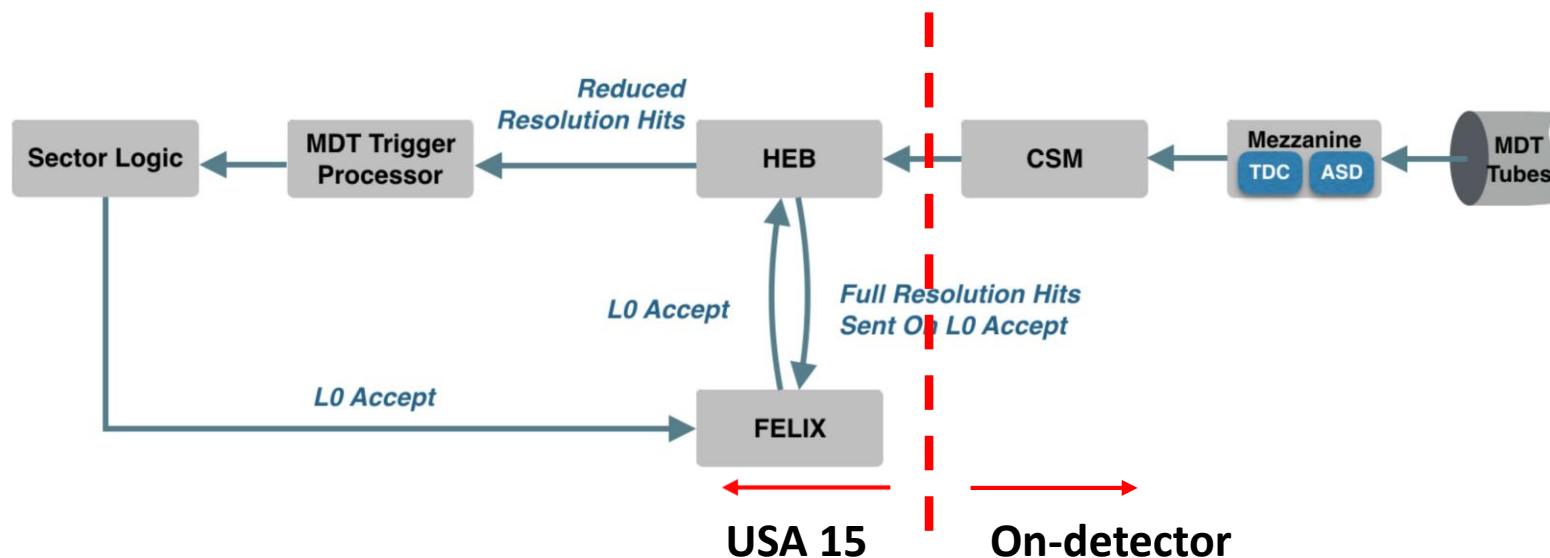 Reduced
Resolution Hits
Sector Logic
MDT Trigger
Processor
HEB
CSM
Mezzanine
TDC
ASD
MDT
Tubes
L0 Accept
Full Resolution Hits
Sent On L0 Accept
L0 Accept
FELIX
USA 15
On-detector